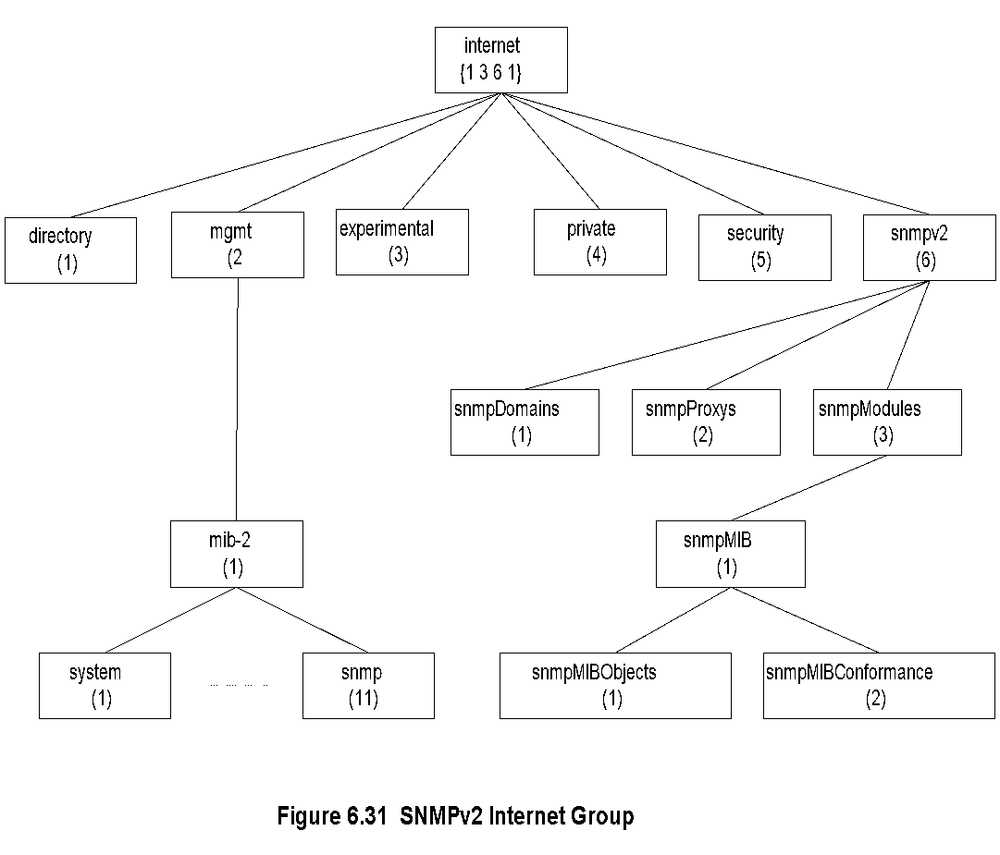 internet
{1 3 6 1}
directory
(1)
mgmt
(2
experimental
(3)
private
(4)
security
(5)
snmpv2
(6)
snmpDomains
(1)
snmpProxys
(2)
snmpModules
(3)
mib-2
(1)
snmpMIB
(1)
system
(1)
... ... ... ...
snmp
(11)
snmpMIBObjects
(1)
snmpMIBConformance
(2)
Figure 6.31 SNMPv2 Internet Group